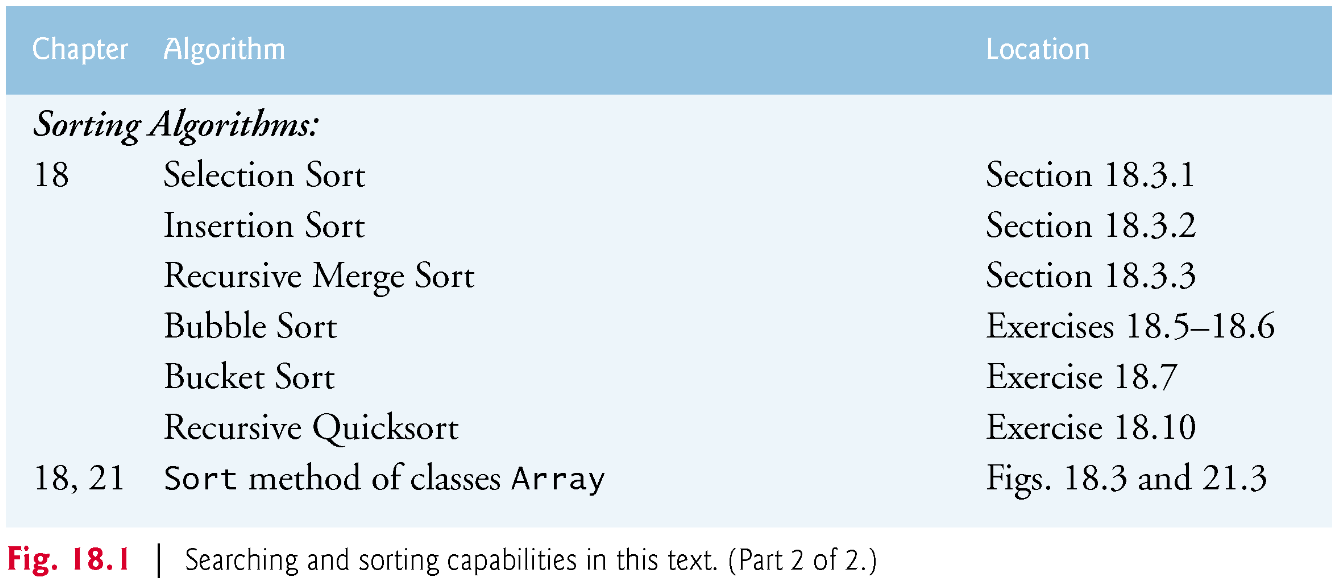 Chapter Algorithm Location
Sorting Algorithms:
18 Selection Sort Section 18.3.1
Insertion Sort Section 18.3.2
Recursive Merge Sort Section 18.3.3
Bubble Sort Exercises 18.5–18.6
Bucket Sort Exercise 18.7
Recursive Quicksort Exercise 18.10
18, 21 Sort method of classes Array Figs. 18.3 and 21.3
Fig. 18.1 | Searching and sorting capabilities in this text. (Part 2 of 2.)